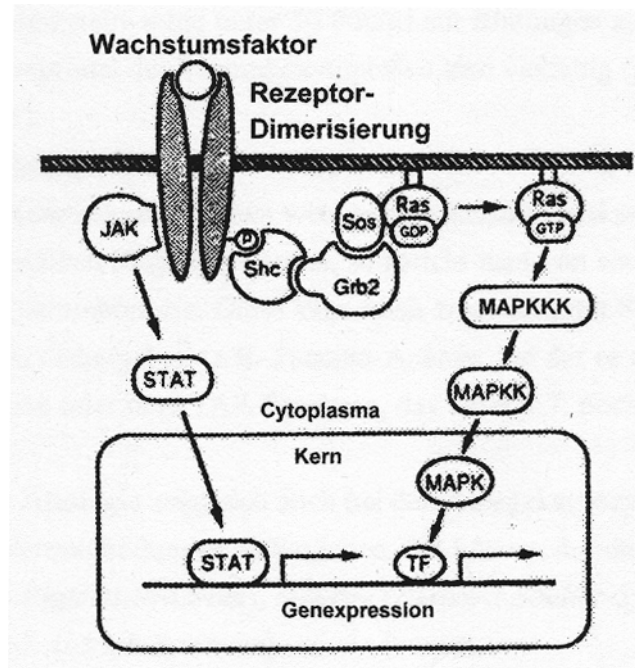 Wachstumsfaktor
Rezeptor-
Dimerisierung
JAK
P
Shc
Grb2
Sos
Ras
GDP
Ras
GTP
MAPKKK
STAT
MAPKK
Cytoplasma
Kern
MAPK
STAT
TF
Genexpression